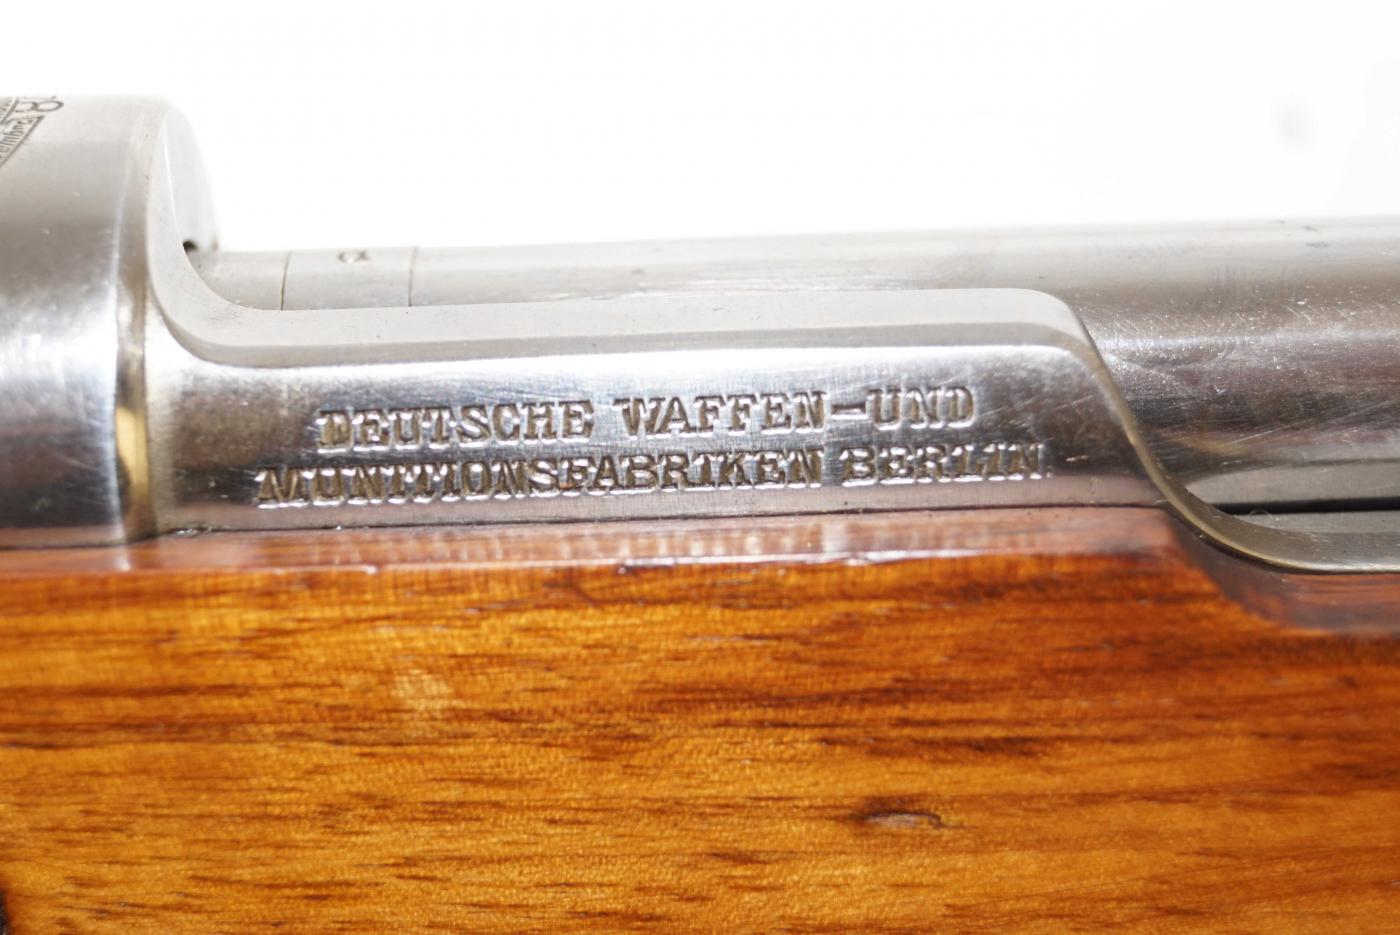 DEUTSCHE WAFFEN-UND
MUNITIONSFABRIKEN BERLIN.